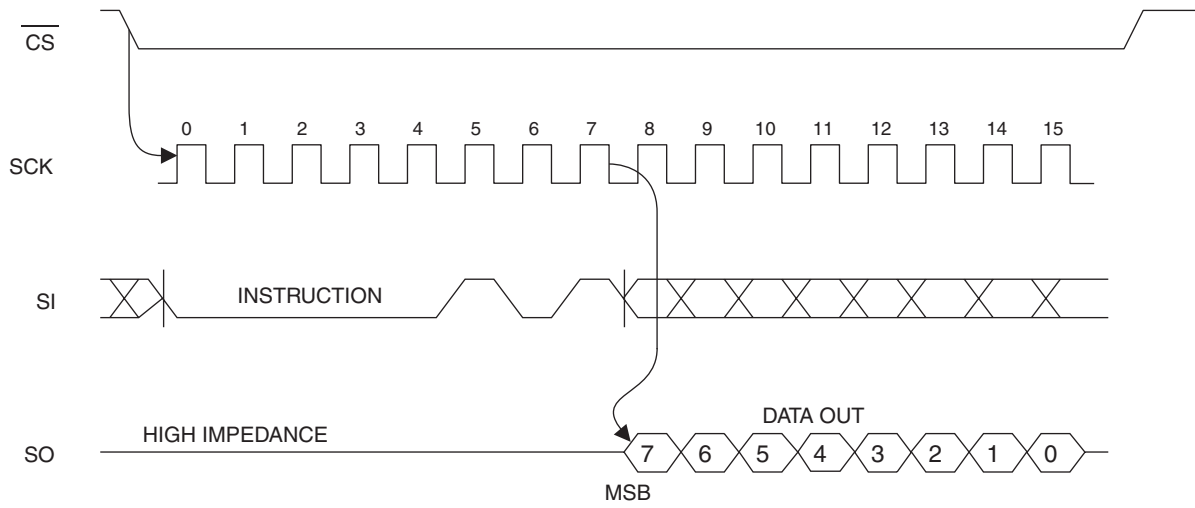 CS
0 1 2 3 4 5 6 7 8 9 10 11 12 13 14 15
SCK
SI
INSTRUCTION
DATA OUT
HIGH IMPEDANCE
SO
7 6 5 4 3 2 1 0
MSB